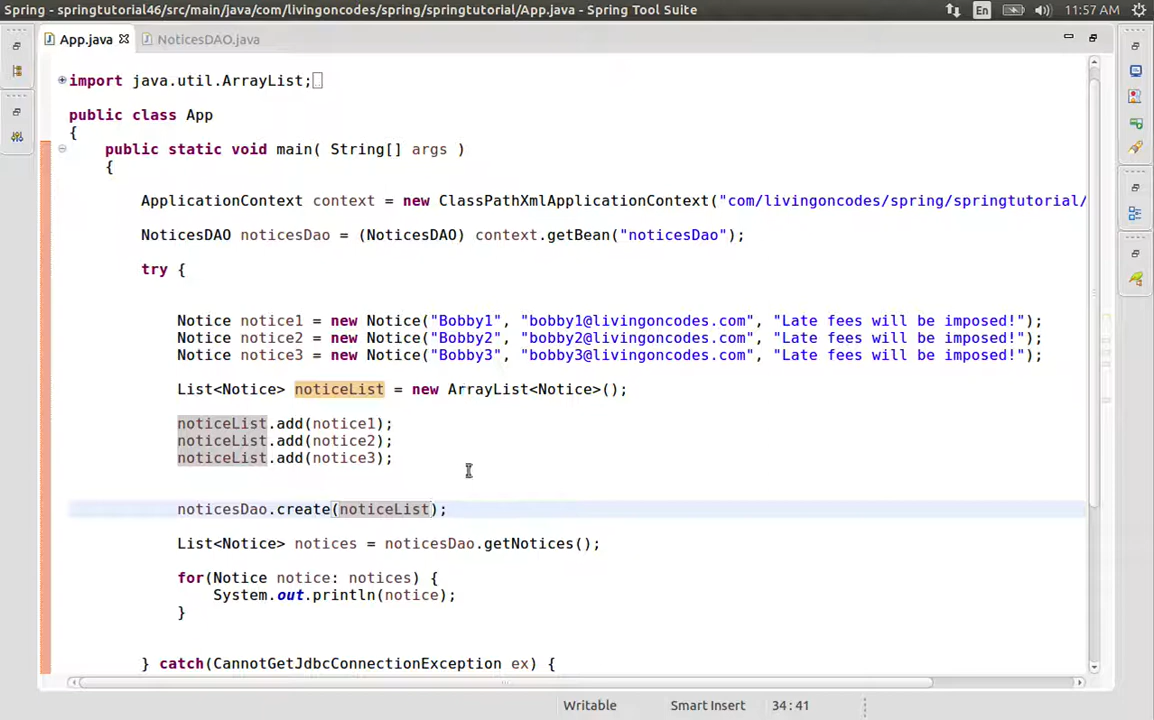 Spring - springtutorial46/src/main/java/com/livingoncodes/spring/springtutorial/App.java - Spring Tool Suite
En
11:57 AM
App.java
NoticesDAO.java
import java.util.ArrayList;
public class App
{
public static void main( String[] args )
{
ApplicationContext context = new ClassPathXmlApplicationContext("com/livingoncodes/spring/springtutorial/
NoticesDAO noticesDao = (NoticesDAO) context.getBean("noticesDao");
try {
Notice notice1 = new Notice("Bobby1", "bobby1@livingoncodes.com", "Late fees will be imposed!");
Notice notice2 = new Notice("Bobby2", "bobby2@livingoncodes.com", "Late fees will be imposed!");
Notice notice3 = new Notice("Bobby3", "bobby3@livingoncodes.com", "Late fees will be imposed!");
List<Notice> noticeList = new ArrayList<Notice>();
noticeList.add(notice1);
noticeList.add(notice2);
noticeList.add(notice3);
noticesDao.create(noticeList);
List<Notice> notices = noticesDao.getNotices();
for(Notice notice: notices) {
System.out.println(notice);
}
} catch(CannotGetJdbcConnectionException ex) {
Writable
Smart Insert
34 : 41